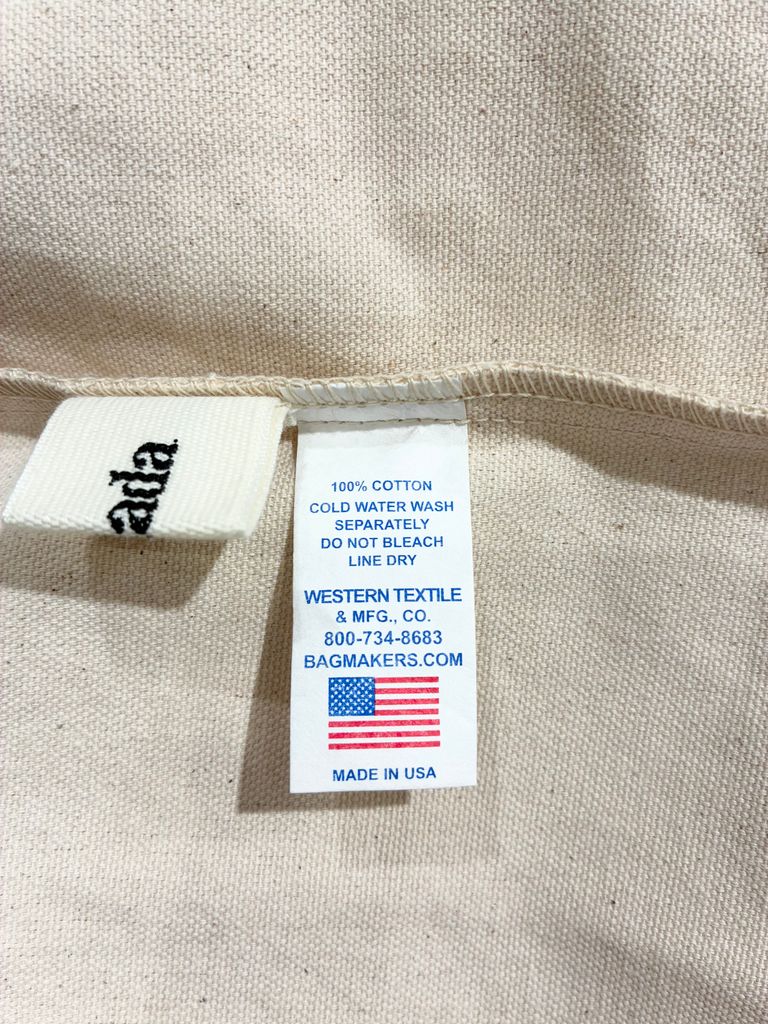 ada.
100% COTTON
COLD WATER WASH
SEPARATELY
DO NOT BLEACH
LINE DRY
WESTERN TEXTILE
& MFG., CO.
800-734-8683
BAGMAKERS.COM
MADE IN USA